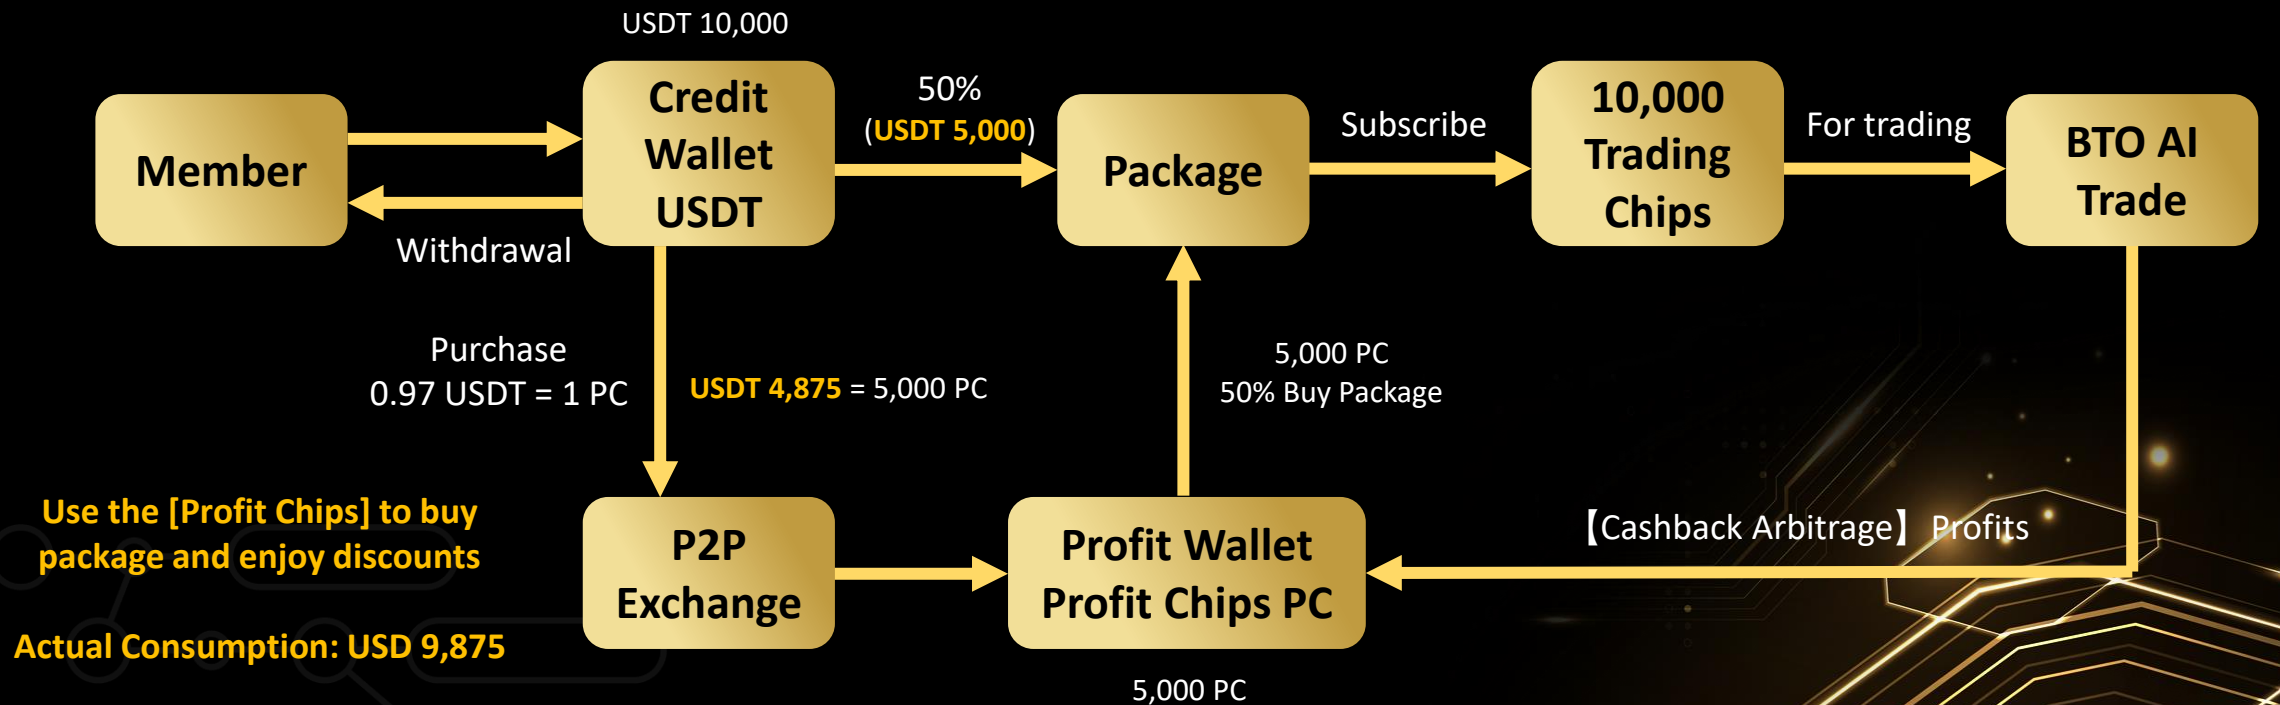 USDT 10,000
Member
Credit
Wallet
USDT
50%
(USDT 5,000)
Package
Subscribe
10,000
Trading
Chips
For trading
BTO AI
Trade
Withdrawal
Purchase
0.97 USDT = 1 PC
USDT 4,875 = 5,000 PC
5,000 PC
50% Buy Package
Use the [Profit Chips] to buy
package and enjoy discounts
Actual Consumption: USD 9,875
P2P
Exchange
Profit Wallet
Profit Chips PC
5,000 PC
【Cashback Arbitrage】Profits